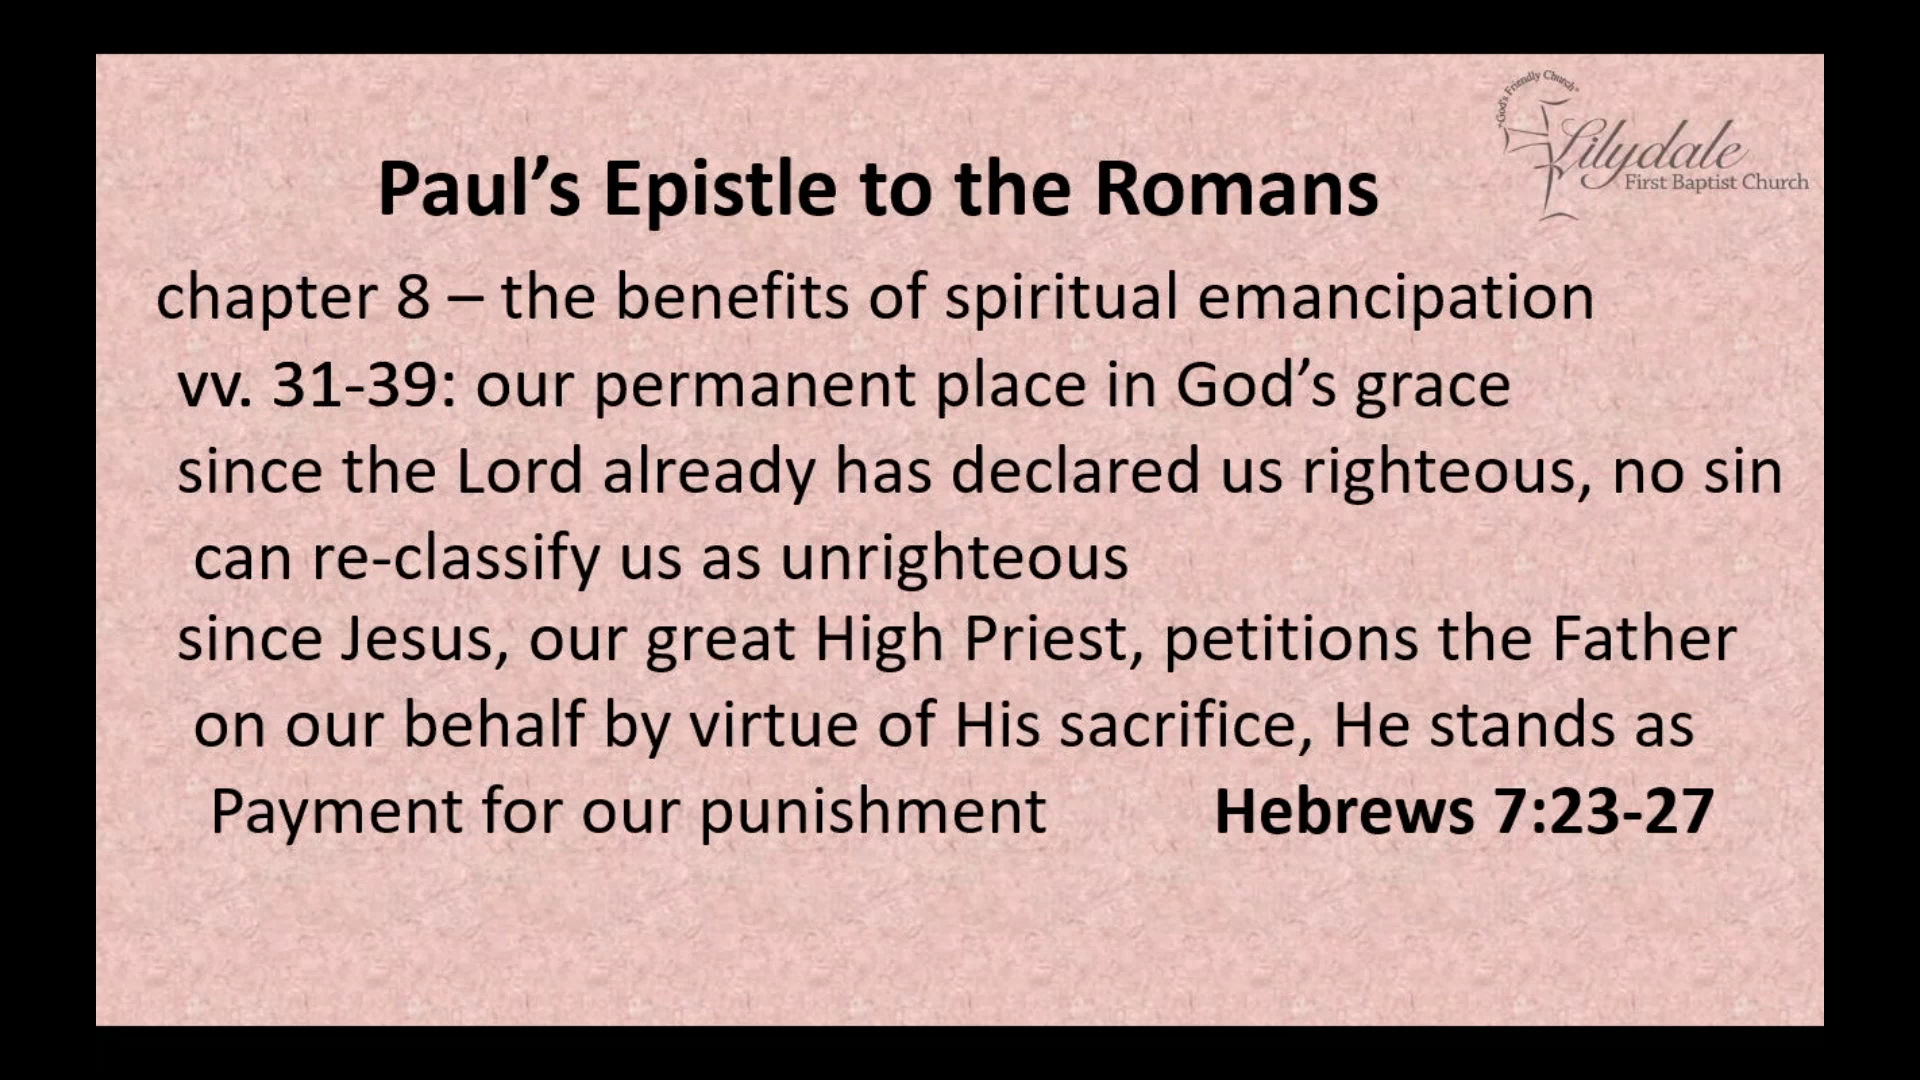 "God's Friendly Church"
Lilydale
First Baptist Church
Paul’s Epistle to the Romans
chapter 8 – the benefits of spiritual emancipation
vv. 31-39: our permanent place in God’s grace
since the Lord already has declared us righteous, no sin
can re-classify us as unrighteous
since Jesus, our great High Priest, petitions the Father
on our behalf by virtue of His sacrifice, He stands as
Payment for our punishment Hebrews 7:23-27